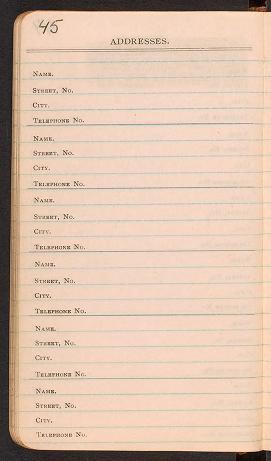 45
ADDRESSES.
NAME.
STREET, NO.
CITY.
TELEPHONE NO.
NAME.
STREET, NO.
CITY.
TELEPHONE NO.
NAME.
STREET, NO.
CITY.
TELEPHONE NO.
NAME.
STREET, NO.
CITY.
TELEPHONE NO.
NAME.
STREET, NO.
CITY.
TELEPHONE NO.
NAME.
STREET, NO.
CITY.
TELEPHONE NO.